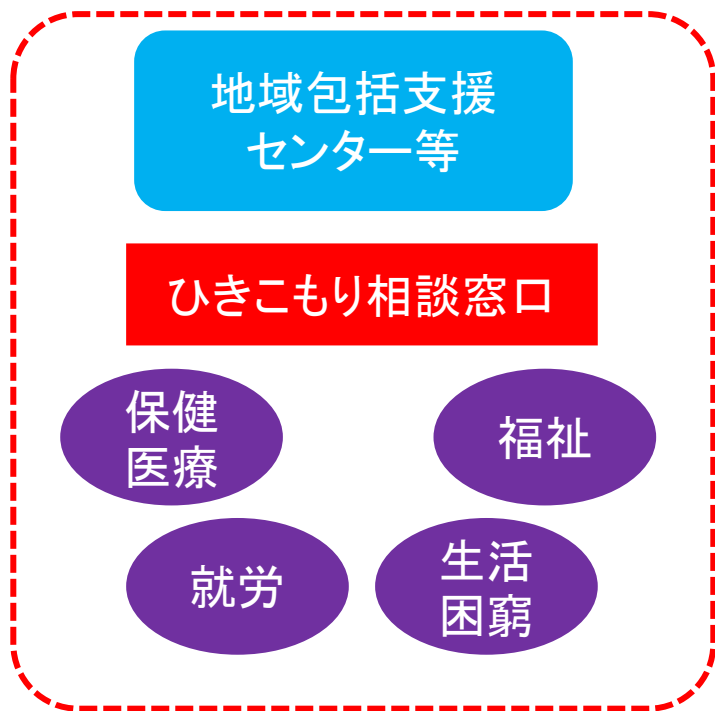 地域包括支援
センター等
ひきこもり相談窓口
保健
医療
福祉
就労
生活
困窮